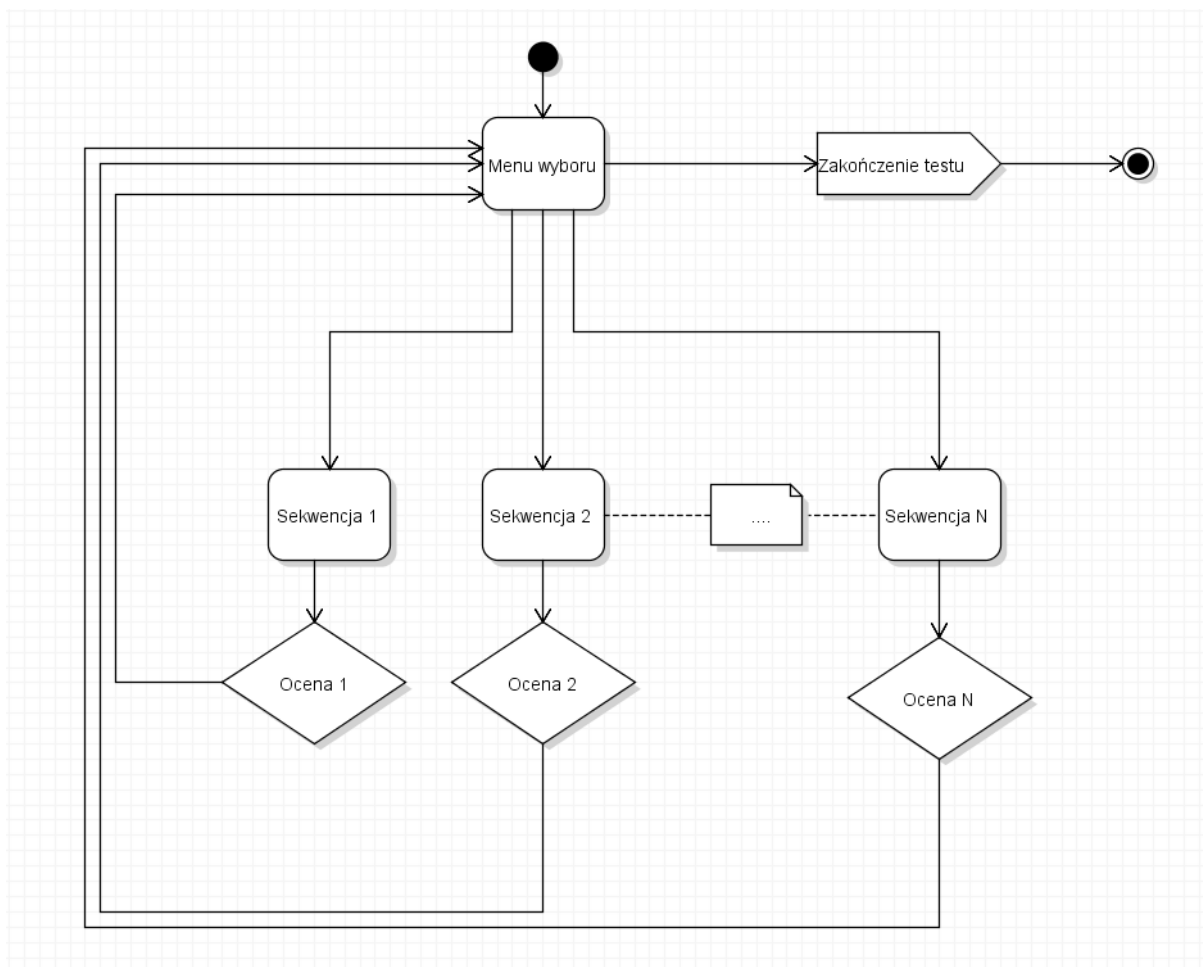 Menu wyboru
Zakończenie testu
Sekwencja 1
Sekwencja 2
....
Sekwencja N
Ocena 1
Ocena 2
Ocena N